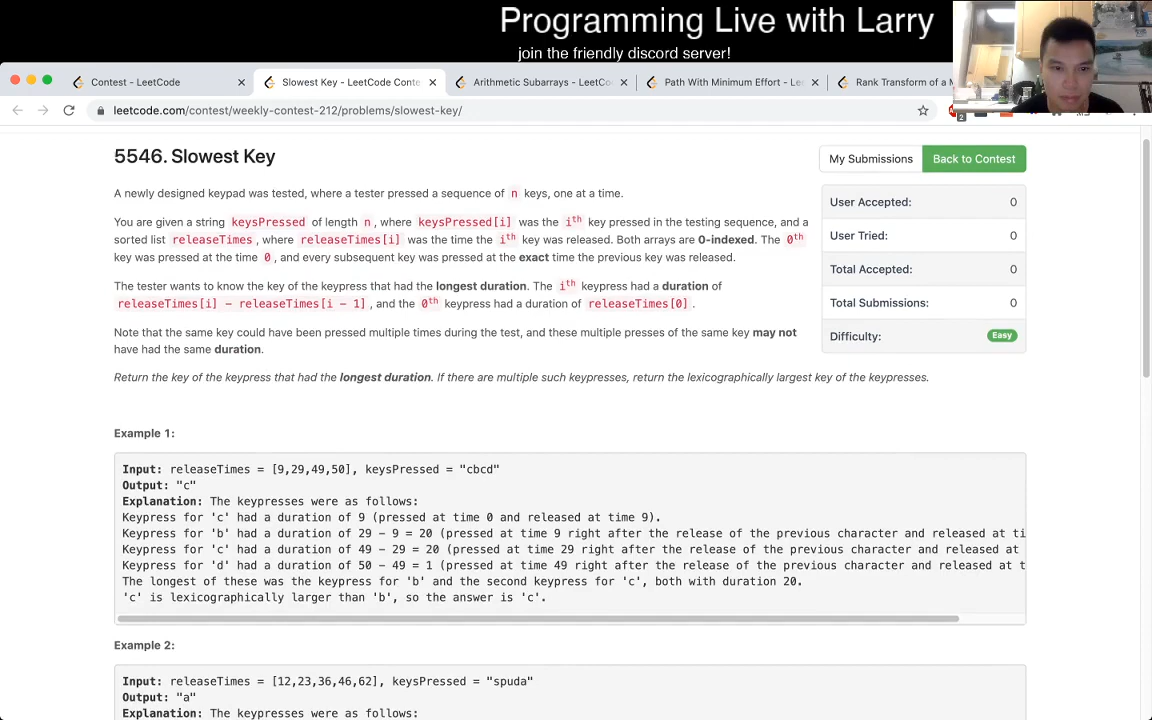 Programming Live with Larry
join the friendly discord server!
Contest - LeetCode
Slowest Key - LeetCode Conte
Arithmetic Subarrays - LeetCo
Path With Minimum Effort - Le
Rank Transform of a M
leetcode.com/contest/weekly-contest-212/problems/slowest-key/
2
5546. Slowest Key
My Submissions
Back to Contest
A newly designed keypad was tested, where a tester pressed a sequence of n keys, one at a time.
You are given a string keysPressed of length n, where keysPressed[i] was the ith key pressed in the testing sequence, and a
sorted list releaseTimes, where releaseTimes[i] was the time the ith key was released. Both arrays are 0-indexed. The 0th
key was pressed at the time 0, and every subsequent key was pressed at the exact time the previous key was released.
The tester wants to know the key of the keypress that had the longest duration. The ith keypress had a duration of
releaseTimes[i] - releaseTimes[i - 1], and the 0th keypress had a duration of releaseTimes[0].
Note that the same key could have been pressed multiple times during the test, and these multiple presses of the same key may not
have had the same duration.
Return the key of the keypress that had the longest duration. If there are multiple such keypresses, return the lexicographically largest key of the keypresses.
User Accepted: 0
User Tried: 0
Total Accepted: 0
Total Submissions: 0
Difficulty: Easy
Example 1:
Input: releaseTimes = [9,29,49,50], keysPressed = "cbcd"
Output: "c"
Explanation: The keypresses were as follows:
Keypress for 'c' had a duration of 9 (pressed at time 0 and released at time 9).
Keypress for 'b' had a duration of 29 - 9 = 20 (pressed at time 9 right after the release of the previous character and released at ti
Keypress for 'c' had a duration of 49 - 29 = 20 (pressed at time 29 right after the release of the previous character and released at
Keypress for 'd' had a duration of 50 - 49 = 1 (pressed at time 49 right after the release of the previous character and released at t
The longest of these was the keypress for 'b' and the second keypress for 'c', both with duration 20.
'c' is lexicographically larger than 'b', so the answer is 'c'.
Example 2:
Input: releaseTimes = [12,23,36,46,62], keysPressed = "spuda"
Output: "a"
Explanation: The keypresses were as follows: